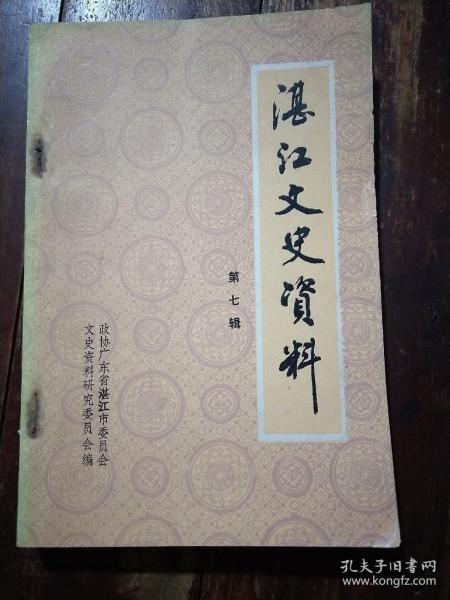 湛江文史資料
第七辑
政协广东省湛江市委员会
文史资料研究委员会编
孔夫子旧书网
www.kongfz.com